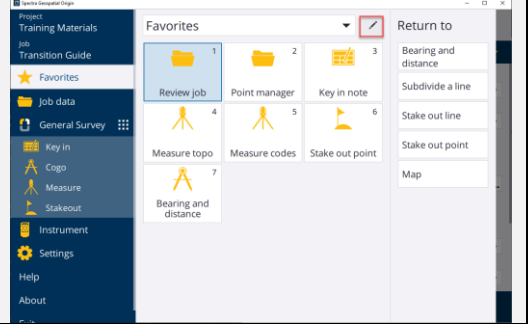 Spectra Geospatial Origin
Project
Training Materials
Job
Transition Guide
Favorites
Job data
General Survey
Key in
Cogo
Measure
Stakeout
Instrument
Settings
Help
About
Favorites
1
Review job
2
Point manager
3
Key in note
4
Measure topo
5
Measure codes
6
Stake out point
7
Bearing and
distance
Return to
Bearing and
distance
Subdivide a line
Stake out line
Stake out point
Map